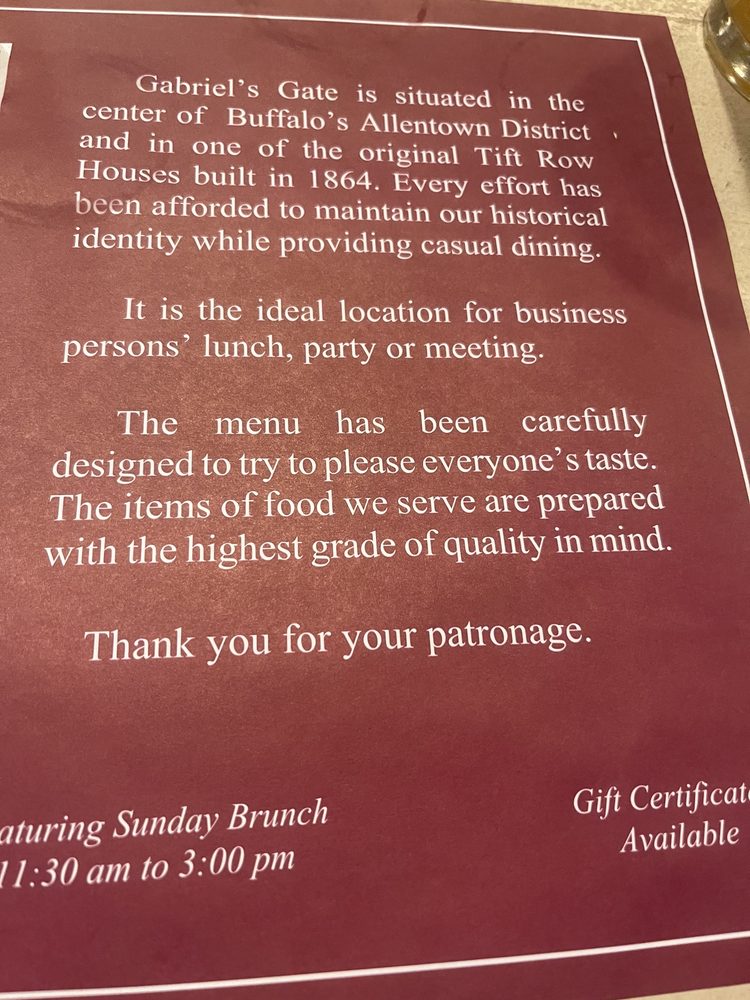 Gabriel's Gate is situated in the
center of Buffalo's Allentown District
and in one of the original Tift Row
Houses built in 1864. Every effort has
been afforded to maintain our historical
identity while providing casual dining.
It is the ideal location for business
persons' lunch, party or meeting.
The menu has been carefully
designed to try to please everyone's taste.
The items of food we serve are prepared
with the highest grade of quality in mind.
Thank you for your patronage.
aturing Sunday Brunch
11:30 am to 3:00 pm
Gift Certificat
Available